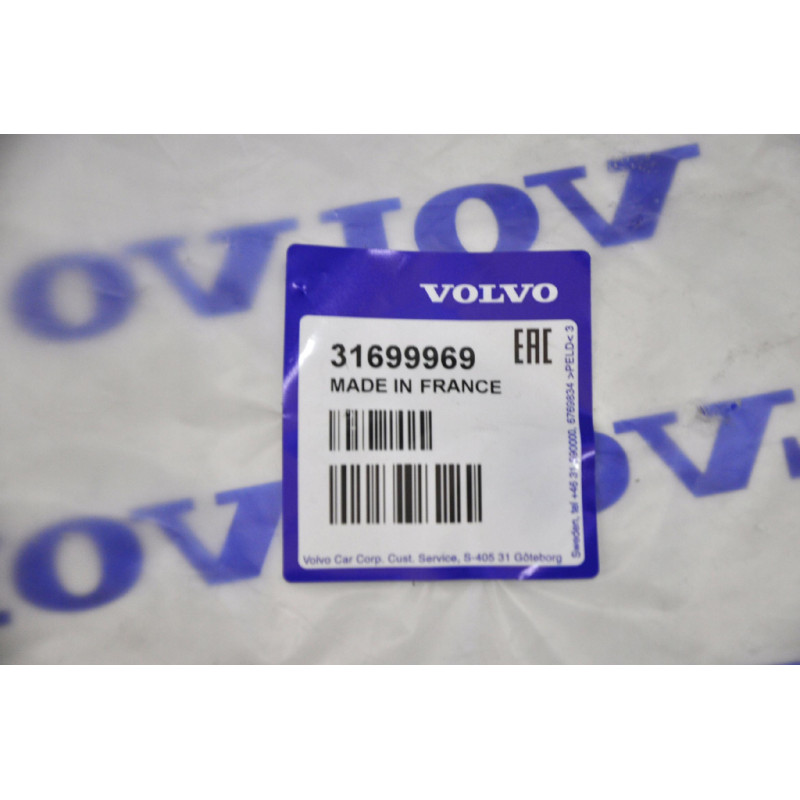 VOLVO
31699969
EAC
MADE IN FRANCE
Volvo Car Corp. Cust. Service, S-405 31 Göteborg
Sweden, tel +46 31 590000, 6769834 >PELD< 3